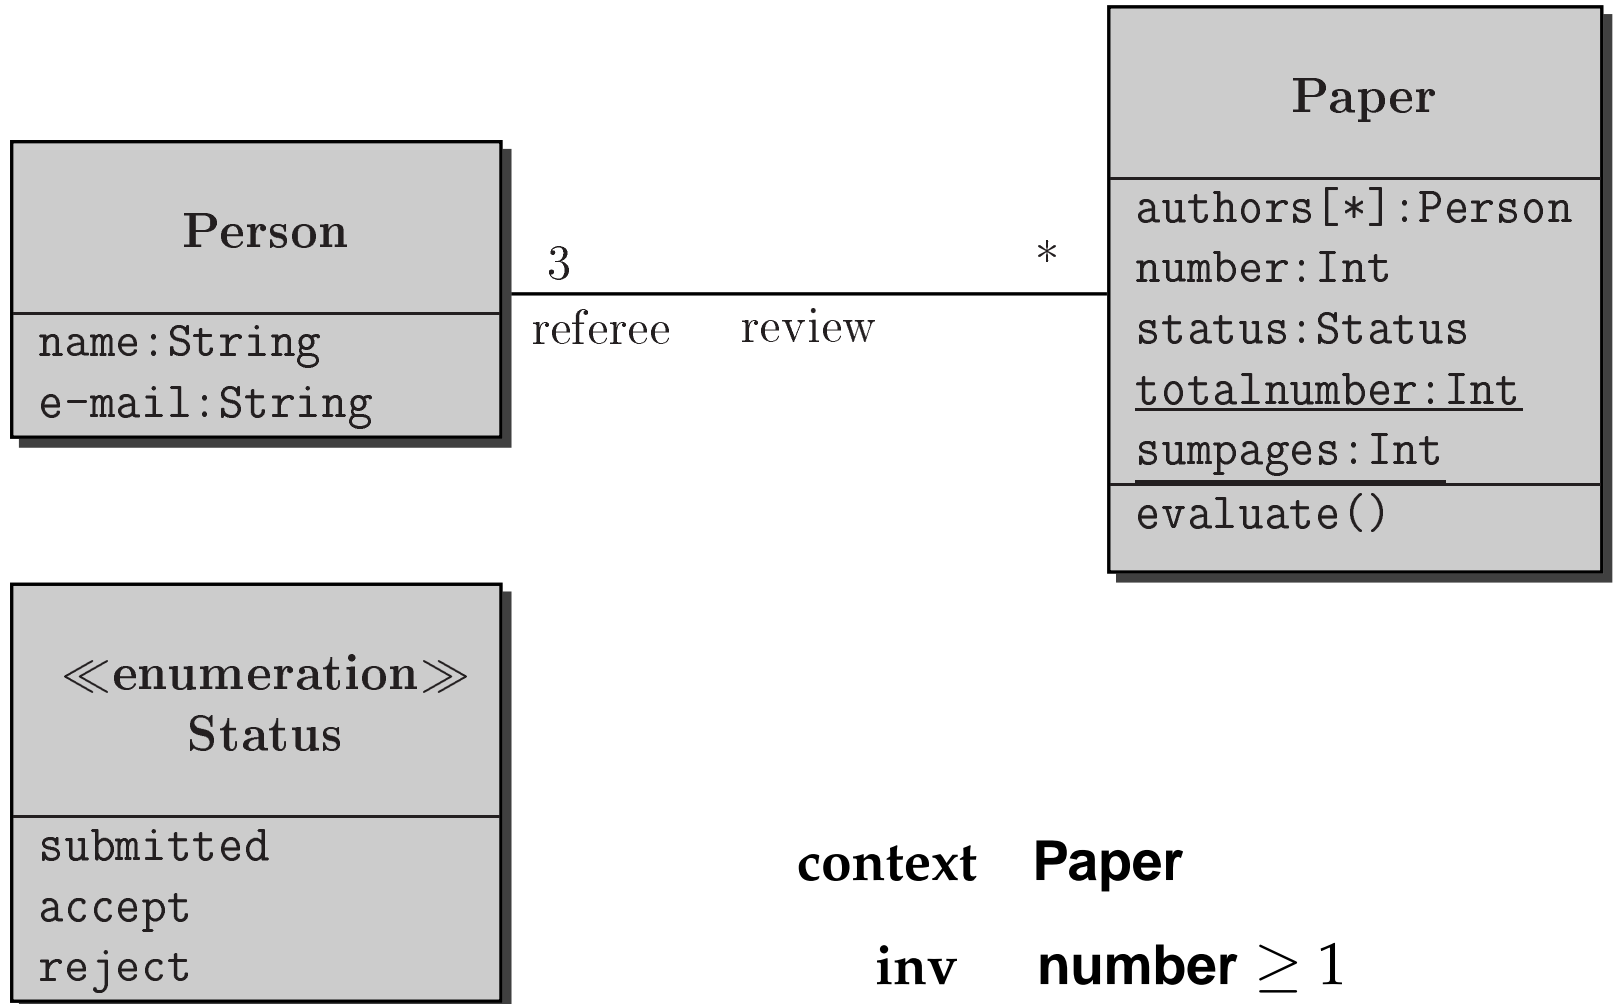 Person
name:String
e-mail:String
3
referee
review
*
Paper
authors[*]:Person
number:Int
status:Status
totalnumber:Int
sumpages:Int
evaluate()
≪enumeration≫
Status
submitted
accept
reject
context Paper
inv number ≥ 1